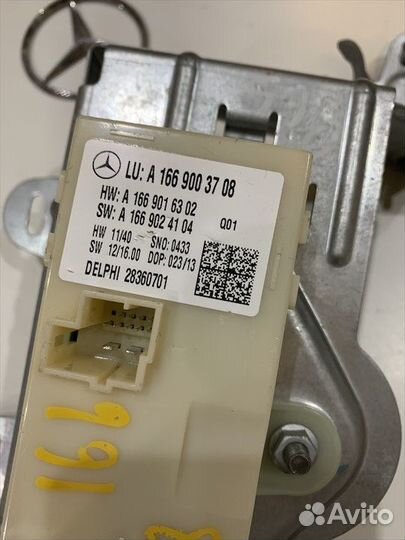 LU: A 166 900 37 08
HW: A 166 901 63 02
SW: A 166 902 41 04 Q01
HW 11/40 SNO: 0433
SW 12/16.00 DOP: 023/13
DELPHI 28360701
166
Avito